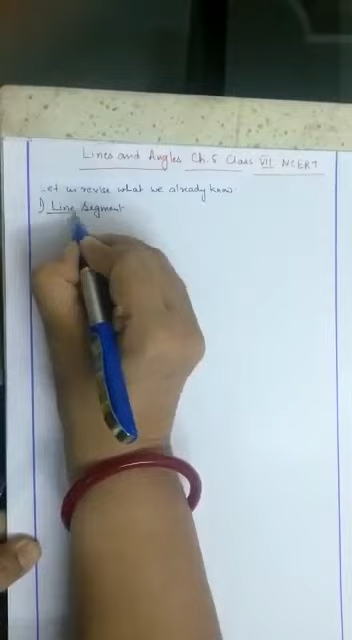 Lines and Angles Ch. 5 Class VII NCERT
Let us revise what we already know.
1) Line Segment